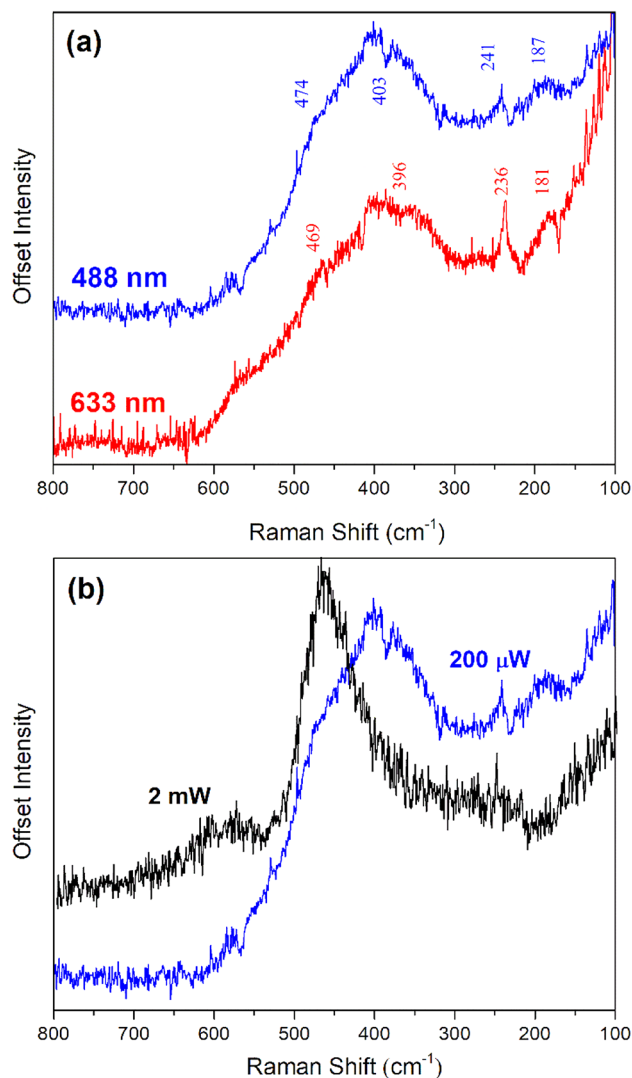 (a)
474
403
241
187
469
396
236
181
488 nm
633 nm
Offset Intensity
800 700 600 500 400 300 200 100
Raman Shift (cm⁻¹)
(b)
200 μW
2 mW
Offset Intensity
800 700 600 500 400 300 200 100
Raman Shift (cm⁻¹)